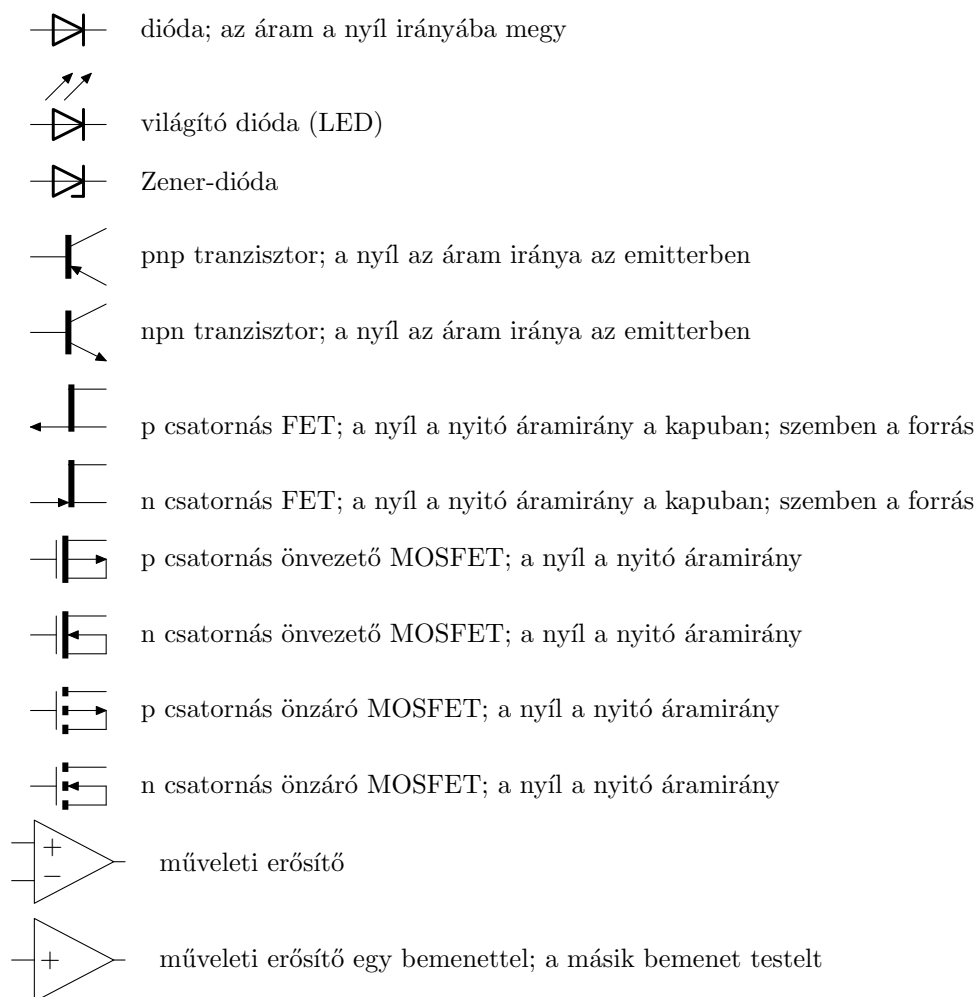 dióda; az áram a nyíl irányába megy
világító dióda (LED)
Zener-dióda
pnp tranzisztor; a nyíl az áram iránya az emitterben
npn tranzisztor; a nyíl az áram iránya az emitterben
p csatornás FET; a nyíl a nyitó áramirány a kapuban; szemben a forrás
n csatornás FET; a nyíl a nyitó áramirány a kapuban; szemben a forrás
p csatornás önvezető MOSFET; a nyíl a nyitó áramirány
n csatornás önvezető MOSFET; a nyíl a nyitó áramirány
p csatornás önzáró MOSFET; a nyíl a nyitó áramirány
n csatornás önzáró MOSFET; a nyíl a nyitó áramirány
+
− műveleti erősítő
+ műveleti erősítő egy bemenettel; a másik bemenet testelt